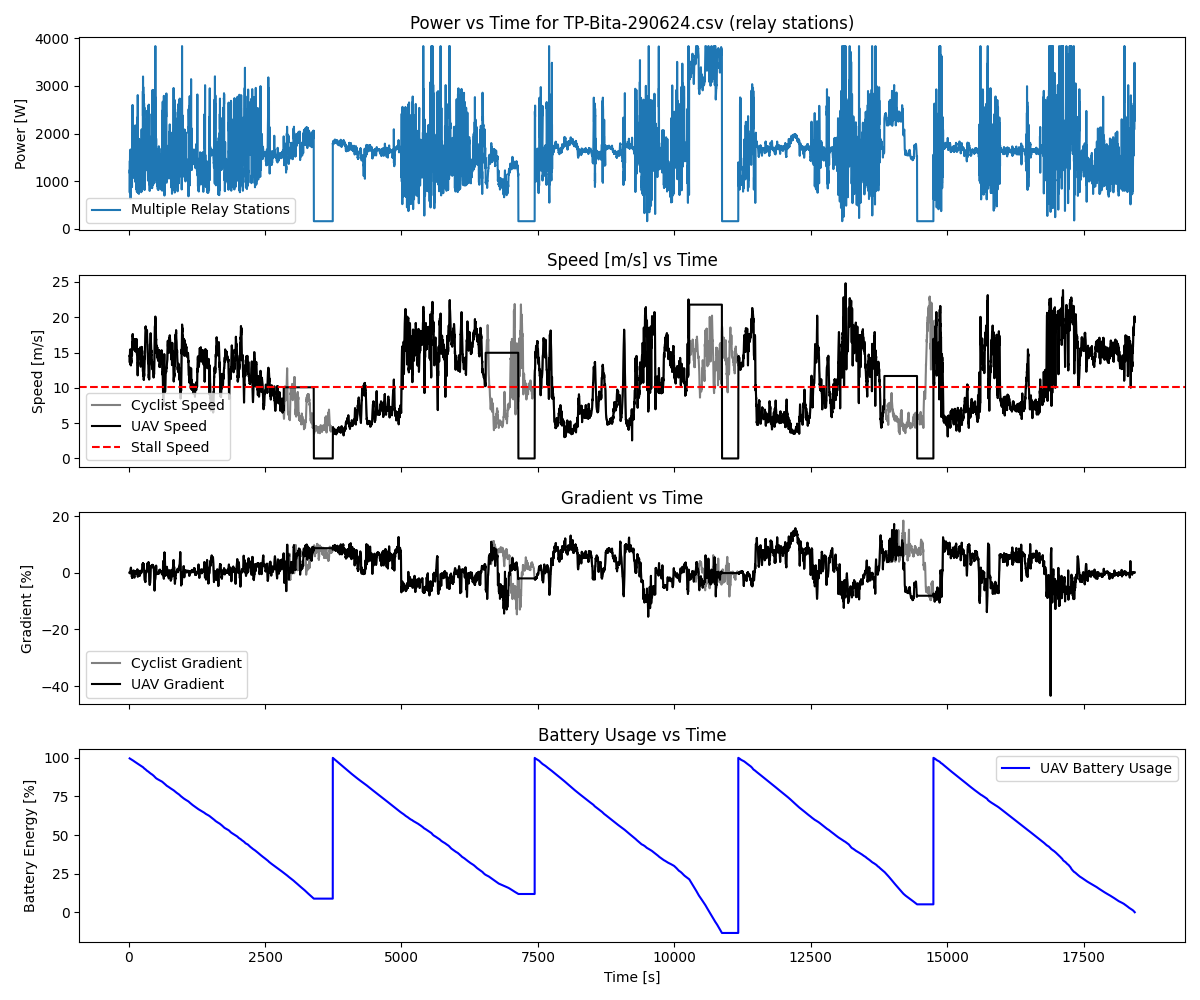 Power vs Time for TP-Bita-290624.csv (relay stations)
4000
3000
2000
1000
0
Power [W]
Multiple Relay Stations
Speed [m/s] vs Time
25
20
15
10
5
0
Speed [m/s]
Cyclist Speed
UAV Speed
Stall Speed
Gradient vs Time
20
0
−20
−40
Gradient [%]
Cyclist Gradient
UAV Gradient
Battery Usage vs Time
100
75
50
25
0
Battery Energy [%]
UAV Battery Usage
0 2500 5000 7500 10000 12500 15000 17500
Time [s]